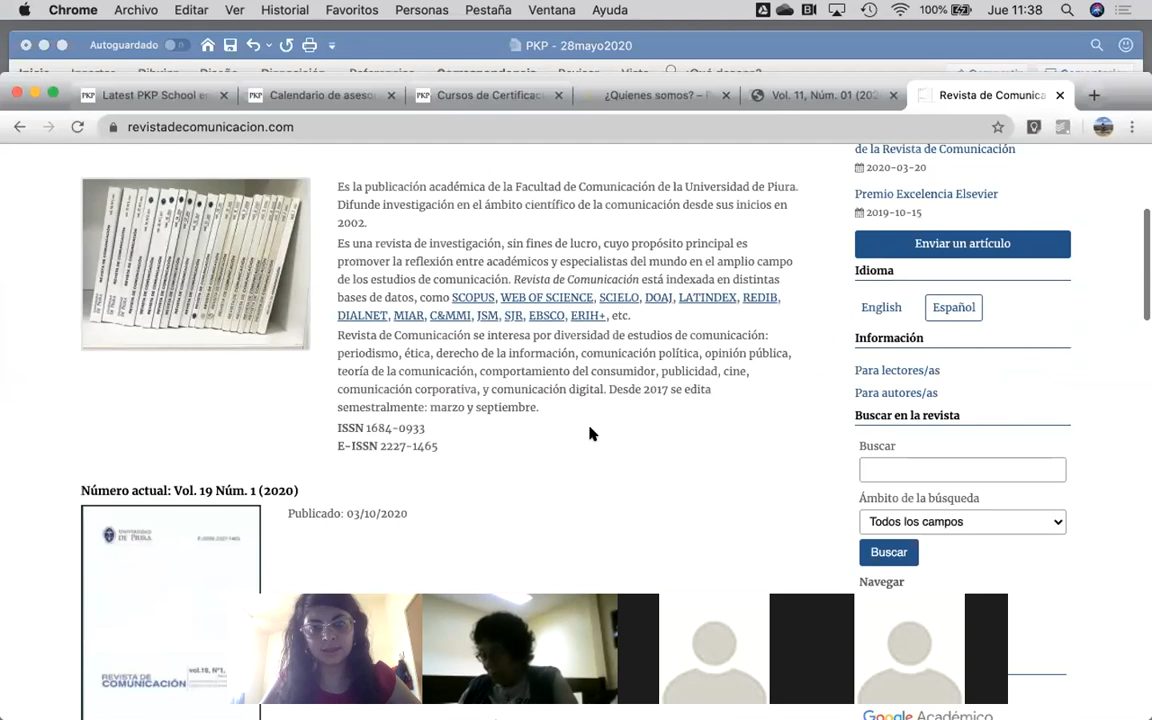 Chrome Archivo Editar Ver Historial Favoritos Personas Pestaña Ventana Ayuda 100% Jue 11:38
Autoguardado PKP - 28mayo2020
Latest PKP School e
Calendario de aseso
Cursos de Certificac
¿Quienes somos? – P
Vol. 11, Núm. 01 (202
Revista de Comunica
revistadecomunicacion.com
Es la publicación académica de la Facultad de Comunicación de la Universidad de Piura.
Difunde investigación en el ámbito científico de la comunicación desde sus inicios en
2002.
Es una revista de investigación, sin fines de lucro, cuyo propósito principal es
promover la reflexión entre académicos y especialistas del mundo en el amplio campo
de los estudios de comunicación. Revista de Comunicación está indexada en distintas
bases de datos, como SCOPUS, WEB OF SCIENCE, SCIELO, DOAJ, LATINDEX, REDIB,
DIALNET, MIAR, C&MMI, JSM, SJR, EBSCO, ERIH+, etc.
Revista de Comunicación se interesa por diversidad de estudios de comunicación:
periodismo, ética, derecho de la información, comunicación política, opinión pública,
teoría de la comunicación, comportamiento del consumidor, publicidad, cine,
comunicación corporativa, y comunicación digital. Desde 2017 se edita
semestralmente: marzo y septiembre.
ISSN 1684-0933
E-ISSN 2227-1465
Número actual: Vol. 19 Núm. 1 (2020)
Publicado: 03/10/2020
UNIVERSIDAD
DE PIURA
REVISTA DE
COMUNICACIÓN
de la Revista de Comunicación
2020-03-20
Premio Excelencia Elsevier
2019-10-15
Enviar un artículo
Idioma
English Español
Información
Para lectores/as
Para autores/as
Buscar en la revista
Buscar
Ámbito de la búsqueda
Todos los campos
Buscar
Navegar
Google Académico